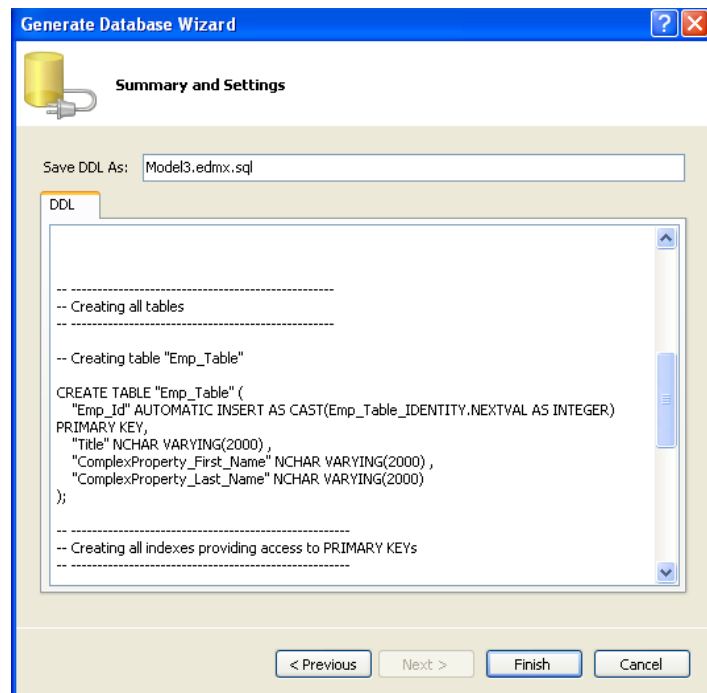 Generate Database Wizard
Summary and Settings
Save DDL As: Model3.edmx.sql
DDL
-- --------------------------------------------------
-- Creating all tables
-- --------------------------------------------------
-- Creating table "Emp_Table"
CREATE TABLE "Emp_Table" (
"Emp_Id" AUTOMATIC INSERT AS CAST(Emp_Table_IDENTITY.NEXTVAL AS INTEGER)
PRIMARY KEY,
"Title" NCHAR VARYING(2000) ,
"ComplexProperty_First_Name" NCHAR VARYING(2000) ,
"ComplexProperty_Last_Name" NCHAR VARYING(2000)
);
-- -----------------------------------------------------
-- Creating all indexes providing access to PRIMARY KEYs
-- -----------------------------------------------------
< Previous Next > Finish Cancel